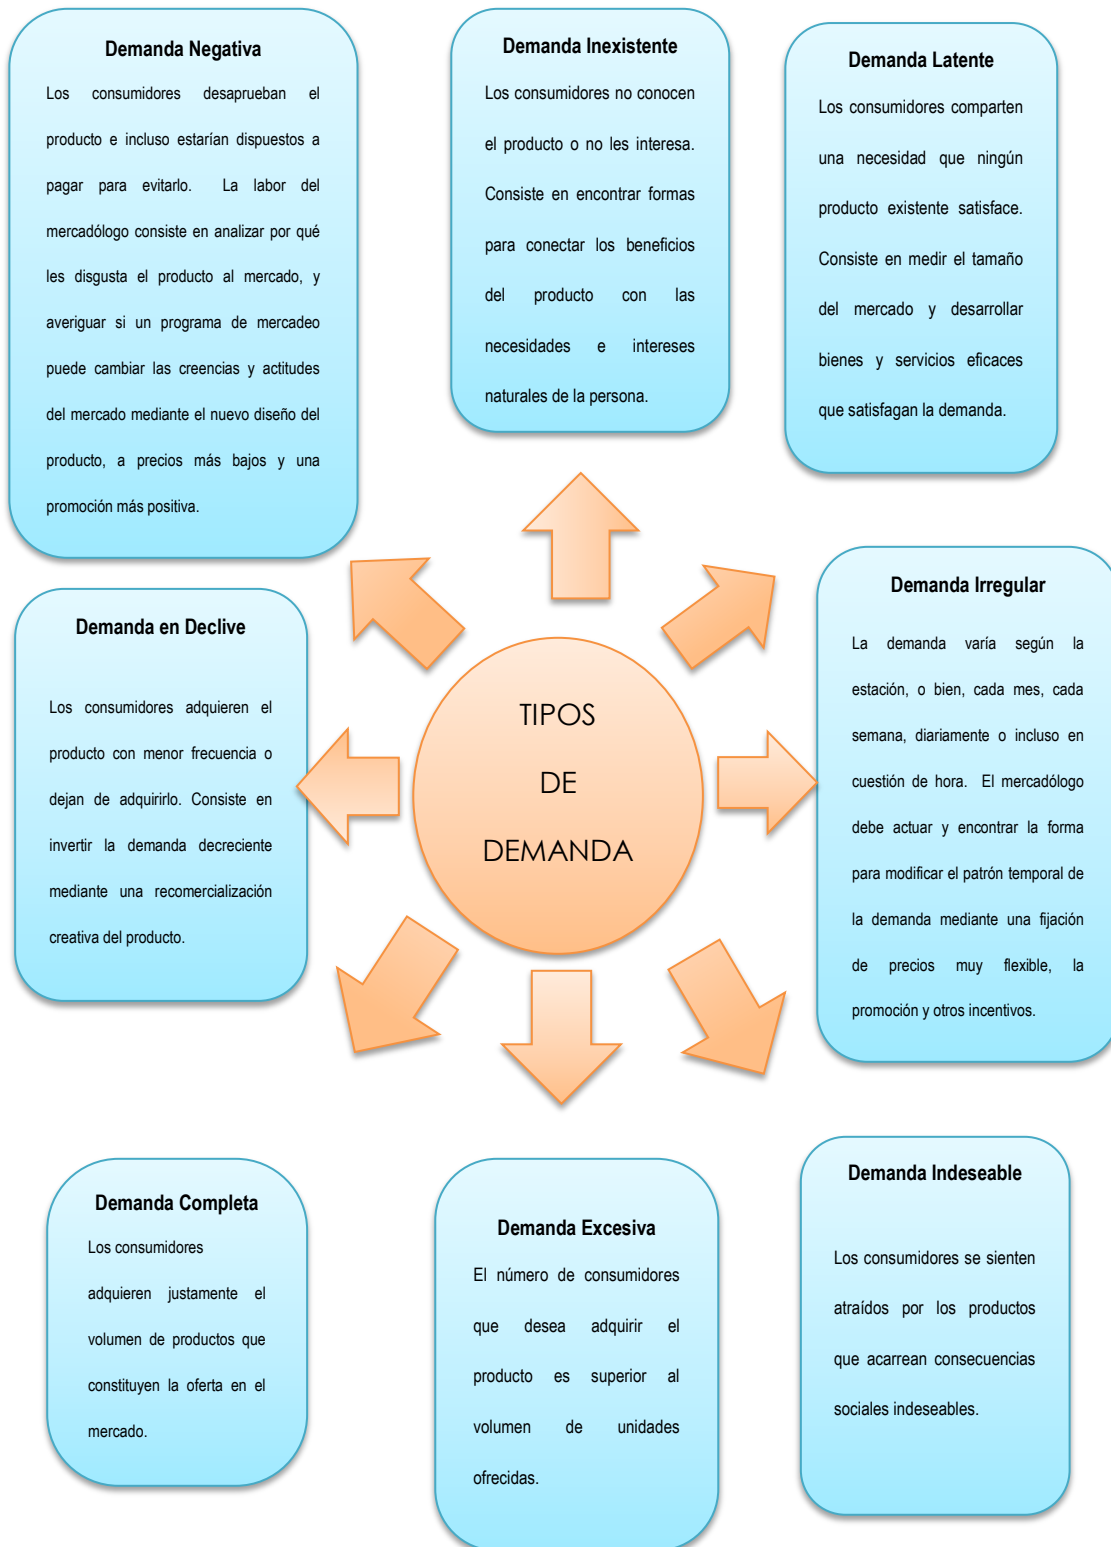 Demanda Negativa
Los consumidores desaprueban el
producto e incluso estarían dispuestos a
pagar para evitarlo. La labor del
mercadólogo consiste en analizar por qué
les disgusta el producto al mercado, y
averiguar si un programa de mercadeo
puede cambiar las creencias y actitudes
del mercado mediante el nuevo diseño del
producto, a precios más bajos y una
promoción más positiva.
Demanda Inexistente
Los consumidores no conocen
el producto o no les interesa.
Consiste en encontrar formas
para conectar los beneficios
del producto con las
necesidades e intereses
naturales de la persona.
Demanda Latente
Los consumidores comparten
una necesidad que ningún
producto existente satisface.
Consiste en medir el tamaño
del mercado y desarrollar
bienes y servicios eficaces
que satisfagan la demanda.
Demanda en Declive
Los consumidores adquieren el
producto con menor frecuencia o
dejan de adquirirlo. Consiste en
invertir la demanda decreciente
mediante una recomercialización
creativa del producto.
TIPOS
DE
DEMANDA
Demanda Irregular
La demanda varía según la
estación, o bien, cada mes, cada
semana, diariamente o incluso en
cuestión de hora. El mercadólogo
debe actuar y encontrar la forma
para modificar el patrón temporal de
la demanda mediante una fijación
de precios muy flexible, la
promoción y otros incentivos.
Demanda Completa
Los consumidores
adquieren justamente el
volumen de productos que
constituyen la oferta en el
mercado.
Demanda Excesiva
El número de consumidores
que desea adquirir el
producto es superior al
volumen de unidades
ofrecidas.
Demanda Indeseable
Los consumidores se sienten
atraídos por los productos
que acarrean consecuencias
sociales indeseables.